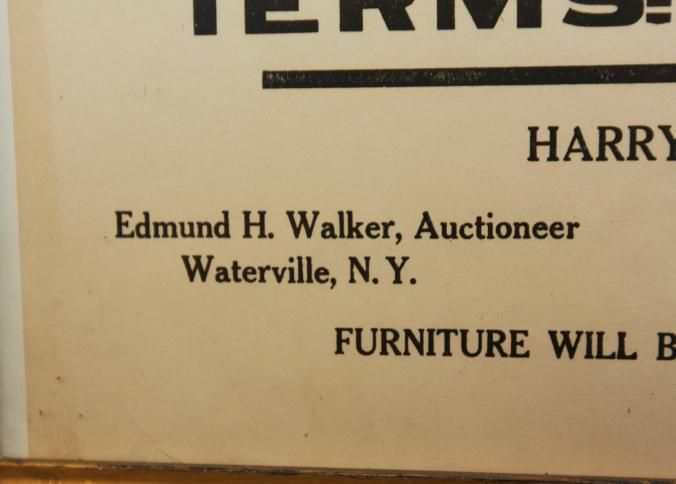 TERMS:
HARRY
Edmund H. Walker, Auctioneer
Waterville, N. Y.
FURNITURE WILL B